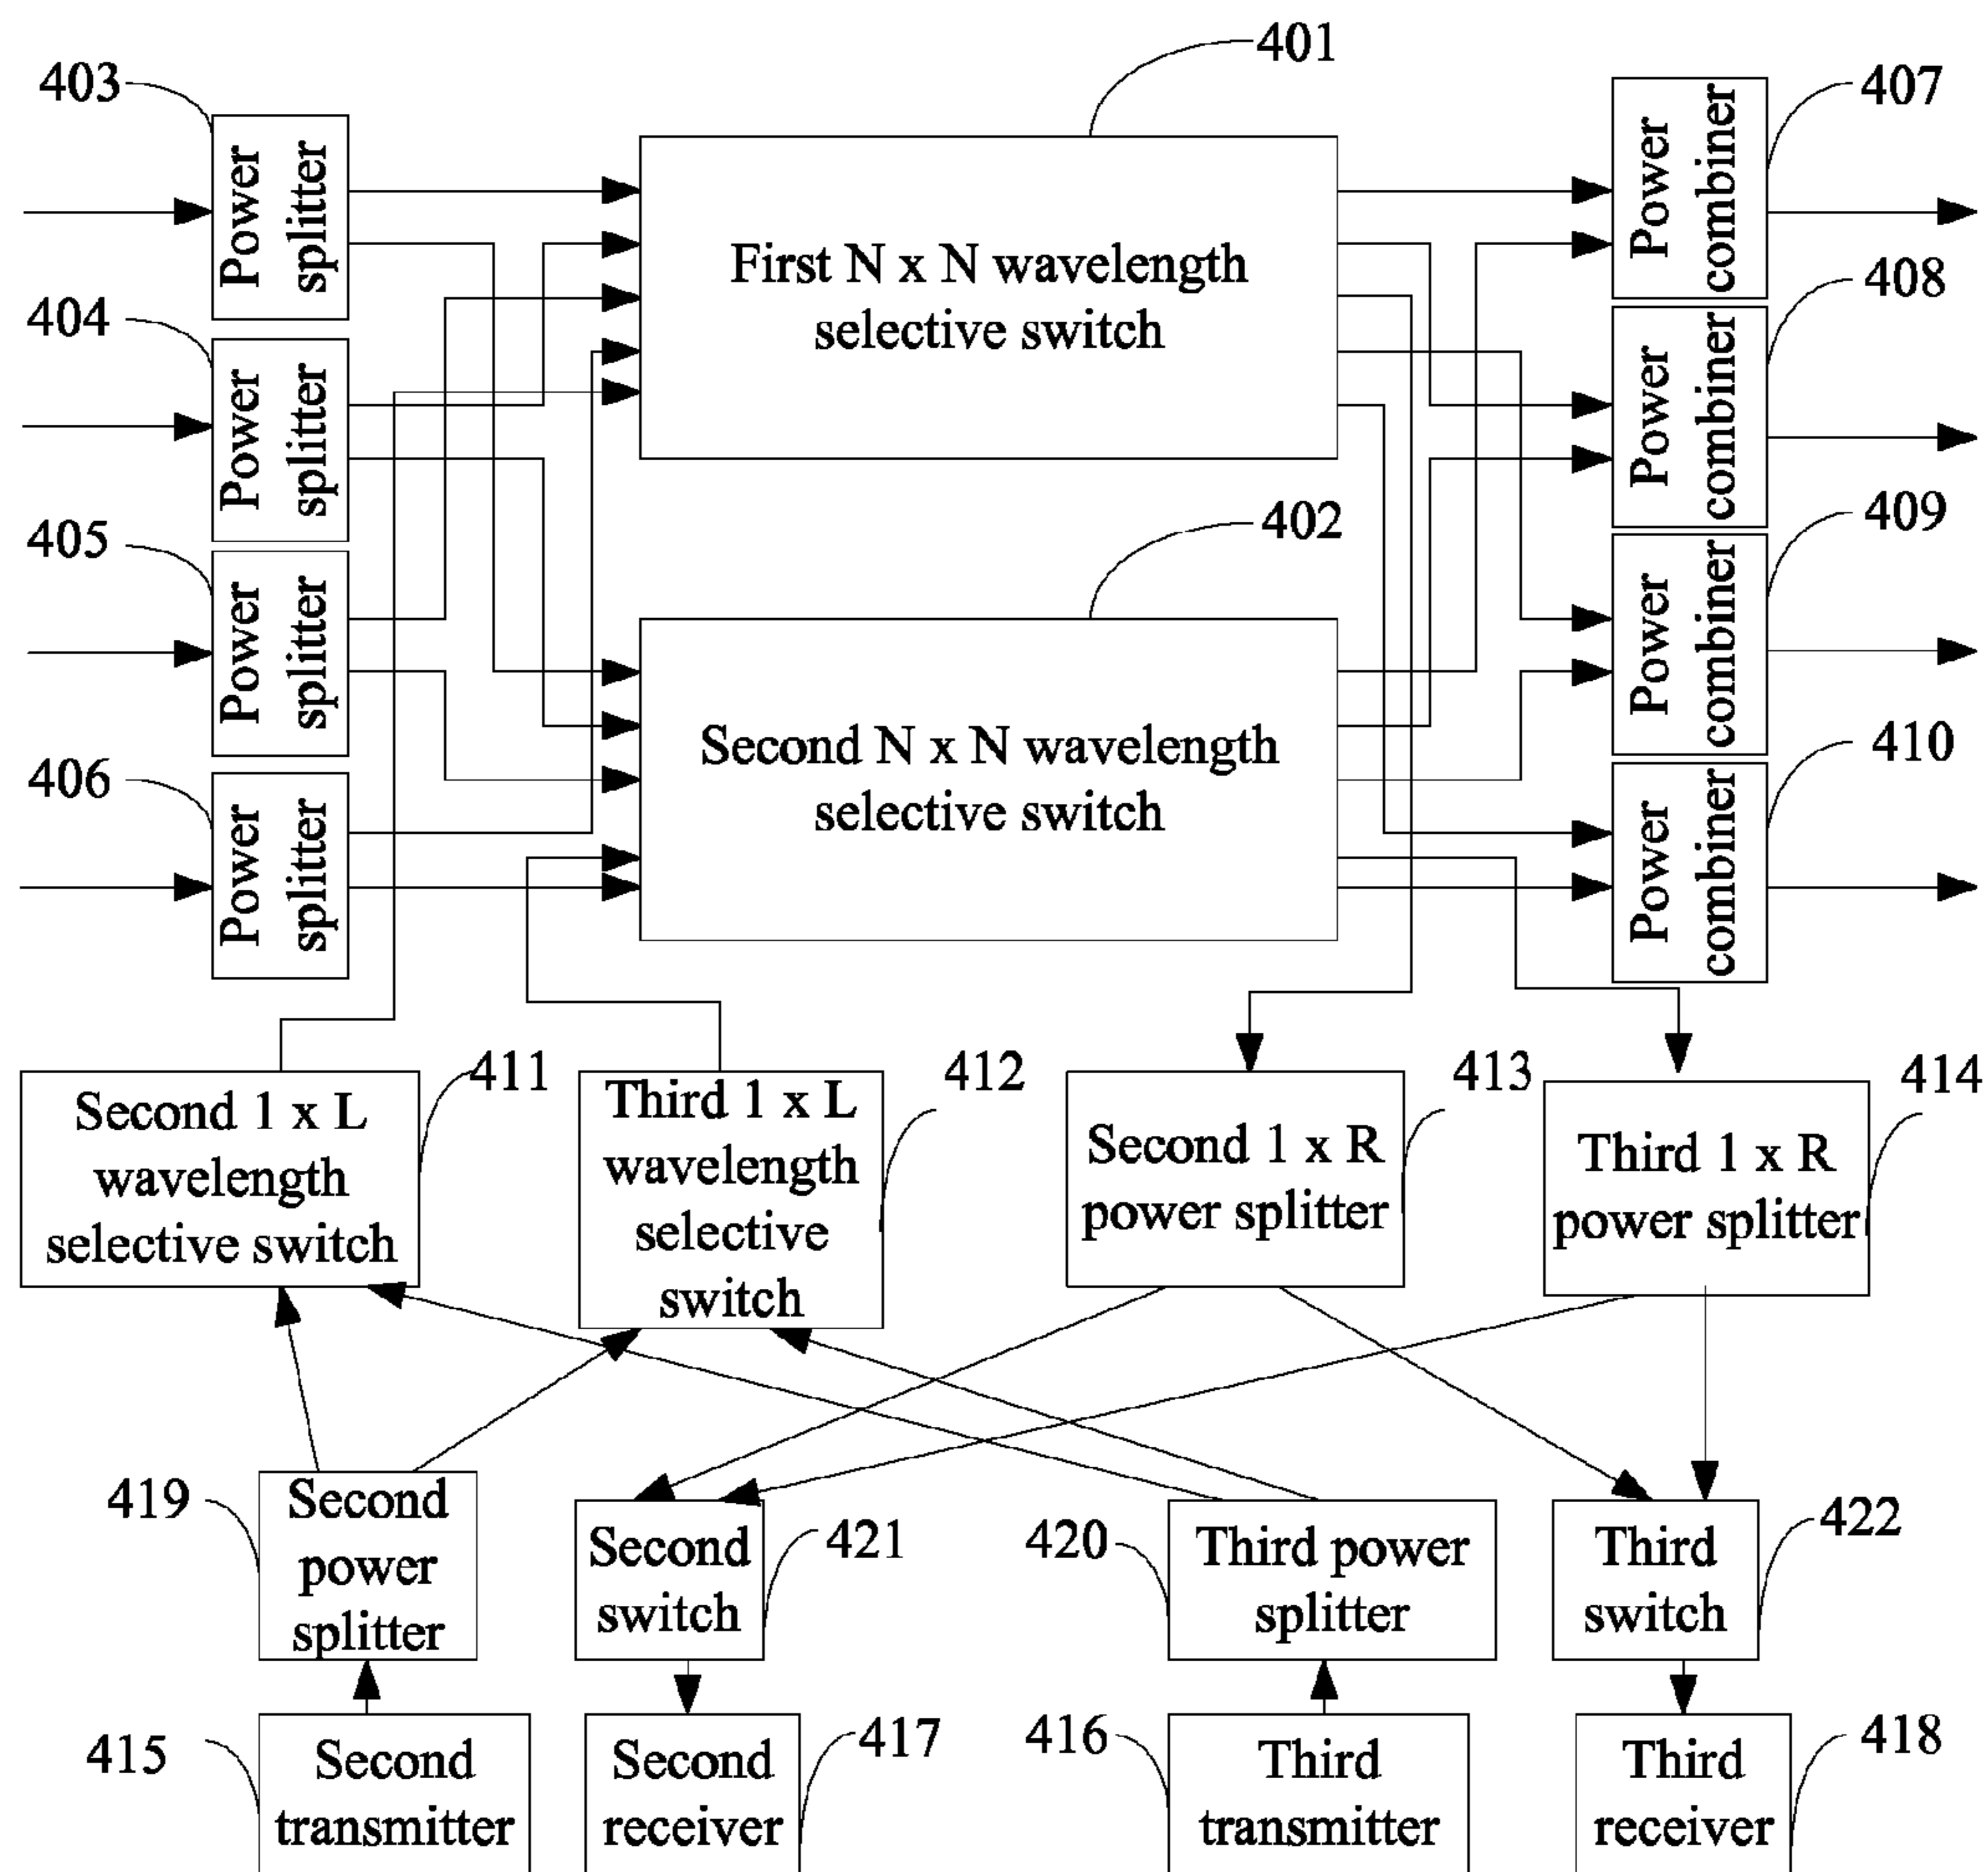 401
403
407
Power
splitter
First N x N wavelength
selective switch
Power
combiner
404
408
Power
splitter
Power
combiner
405
402
409
Power
splitter
Second N x N wavelength
selective switch
Power
combiner
406
410
Power
splitter
Power
combiner
411
412
413
414
Second 1 x L
wavelength
selective switch
Third 1 x L
wavelength
selective
switch
Second 1 x R
power splitter
Third 1 x R
power splitter
419
Second
power
splitter
Second
switch
421
420
Third power
splitter
Third
switch
422
415
Second
transmitter
Second
receiver
417
416
Third
transmitter
Third
receiver
418